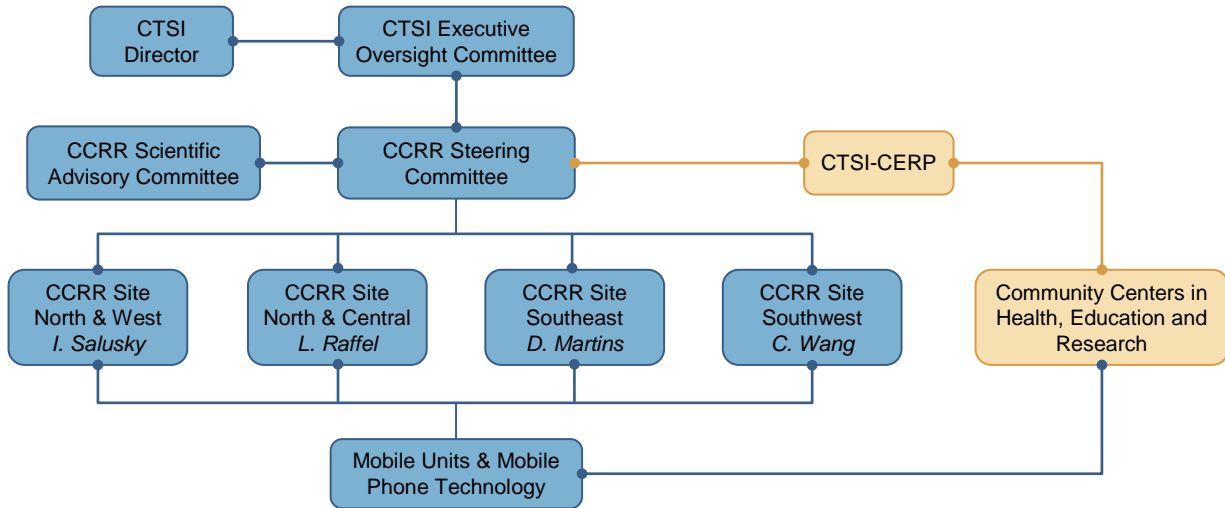 CTSI
Director
CTSI Executive
Oversight Committee
CCRR Scientific
Advisory Committee
CCRR Steering
Committee
CTSI-CERP
CCRR Site
North & West
I. Salusky
CCRR Site
North & Central
L. Raffel
CCRR Site
Southeast
D. Martins
CCRR Site
Southwest
C. Wang
Community Centers in
Health, Education and
Research
Mobile Units & Mobile
Phone Technology